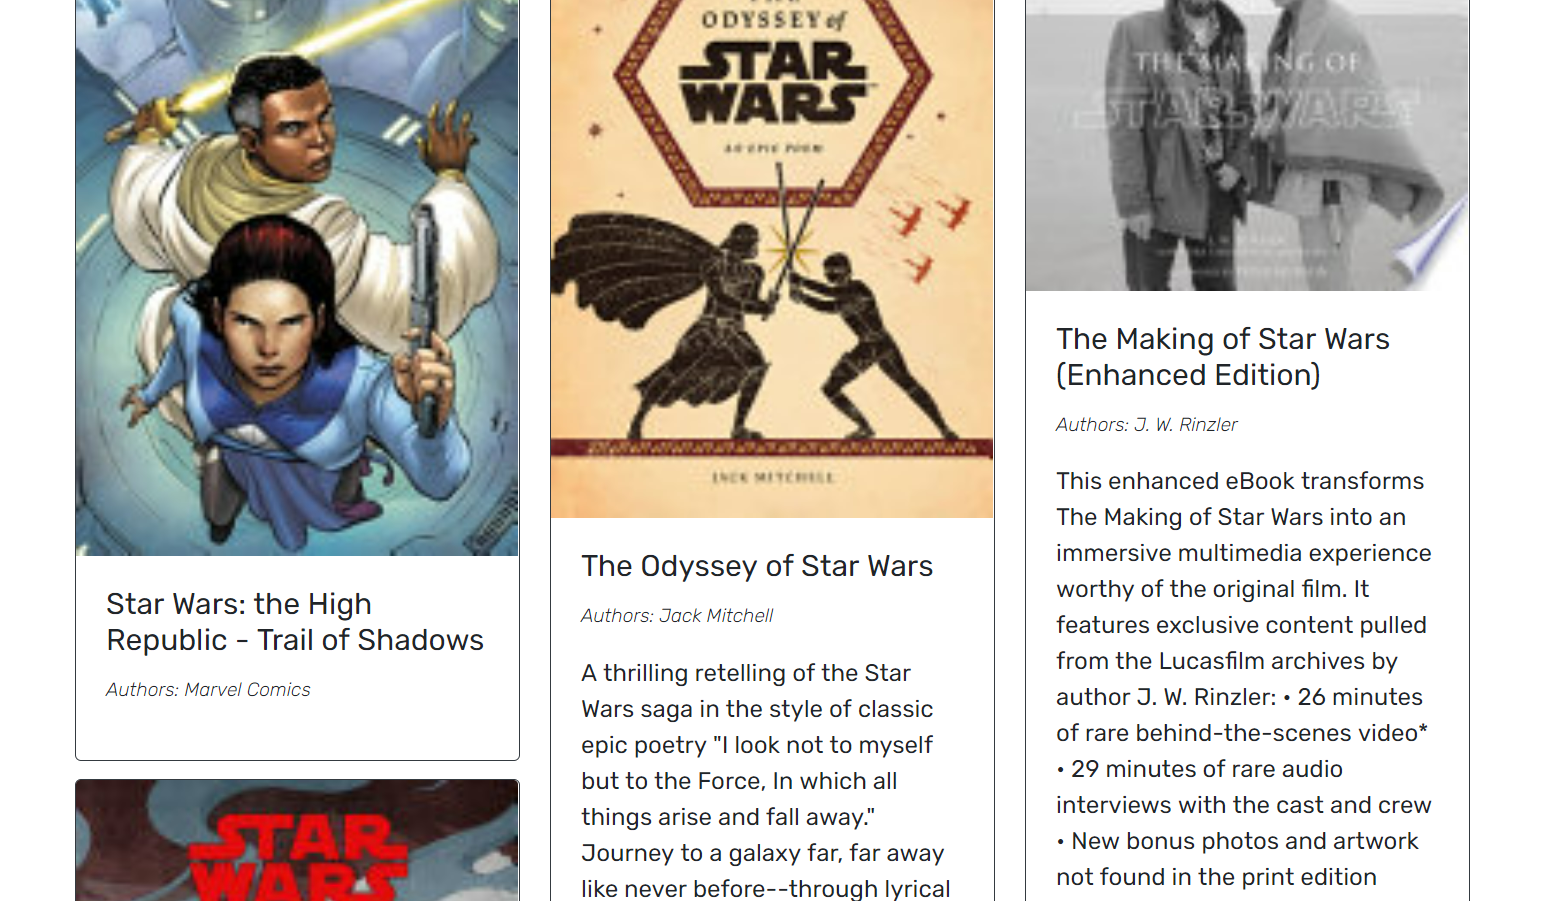 Star Wars: the High
Republic - Trail of Shadows
Authors: Marvel Comics
STAR
WARS
ODYSSEY of
STAR
WARS
AN EPIC POEM
JACK MITCHELL
The Odyssey of Star Wars
Authors: Jack Mitchell
A thrilling retelling of the Star
Wars saga in the style of classic
epic poetry "I look not to myself
but to the Force, In which all
things arise and fall away."
Journey to a galaxy far, far away
like never before--through lyrical
THE MAKING OF
STAR WARS
The Making of Star Wars
(Enhanced Edition)
Authors: J. W. Rinzler
This enhanced eBook transforms
The Making of Star Wars into an
immersive multimedia experience
worthy of the original film. It
features exclusive content pulled
from the Lucasfilm archives by
author J. W. Rinzler: • 26 minutes
of rare behind-the-scenes video*
• 29 minutes of rare audio
interviews with the cast and crew
• New bonus photos and artwork
not found in the print edition